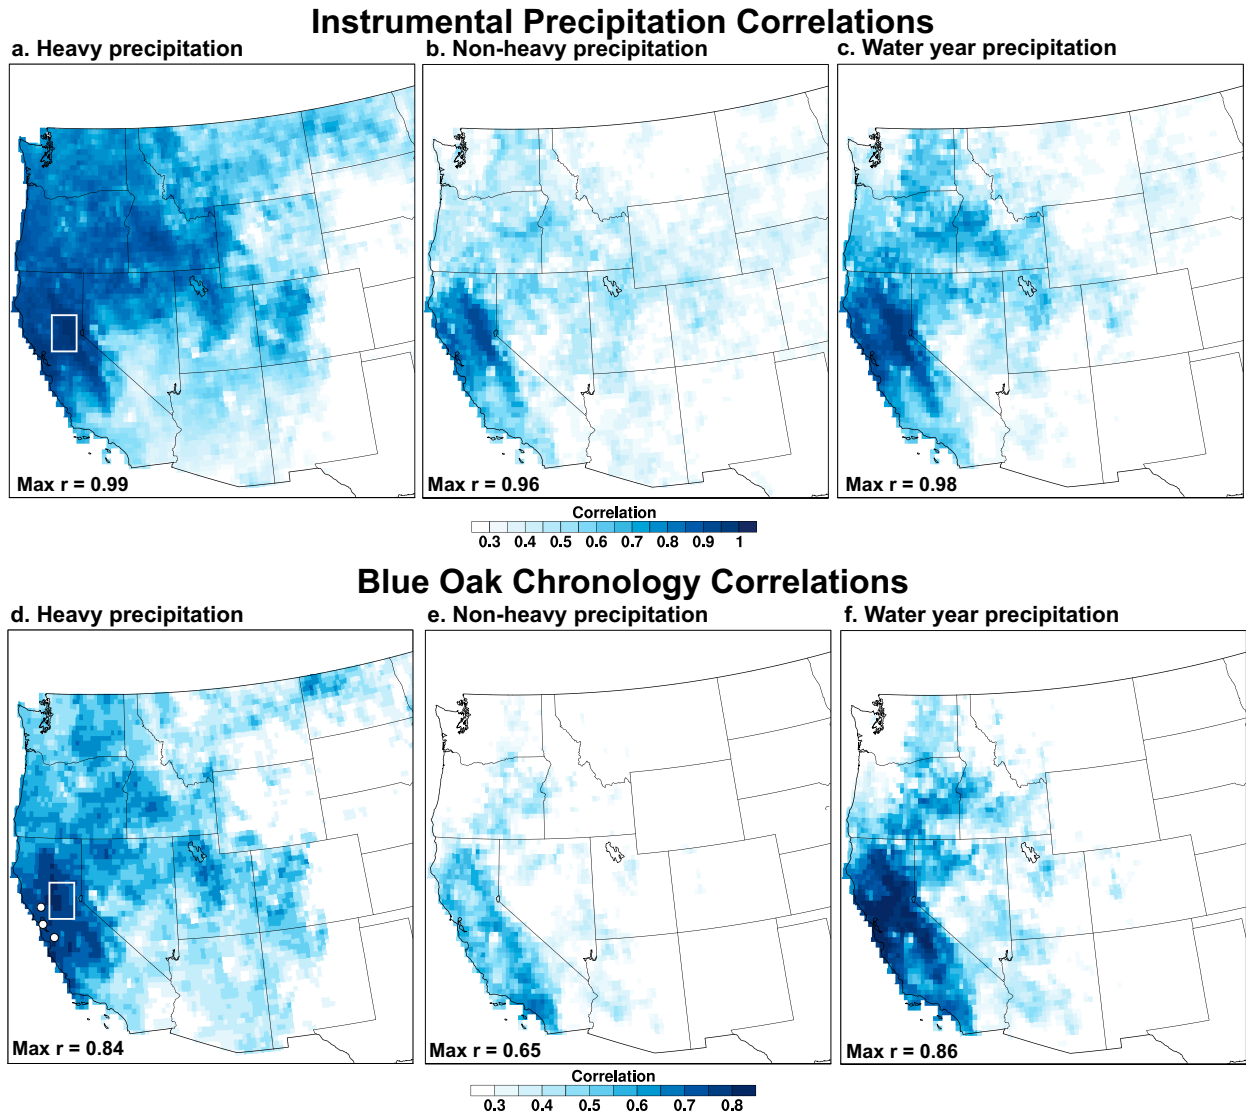 Instrumental Precipitation Correlations
a. Heavy precipitation
b. Non-heavy precipitation
c. Water year precipitation
Max r = 0.99
Max r = 0.96
Max r = 0.98
Correlation
0.3 0.4 0.5 0.6 0.7 0.8 0.9 1
Blue Oak Chronology Correlations
d. Heavy precipitation
e. Non-heavy precipitation
f. Water year precipitation
Max r = 0.84
Max r = 0.65
Max r = 0.86
Correlation
0.3 0.4 0.5 0.6 0.7 0.8